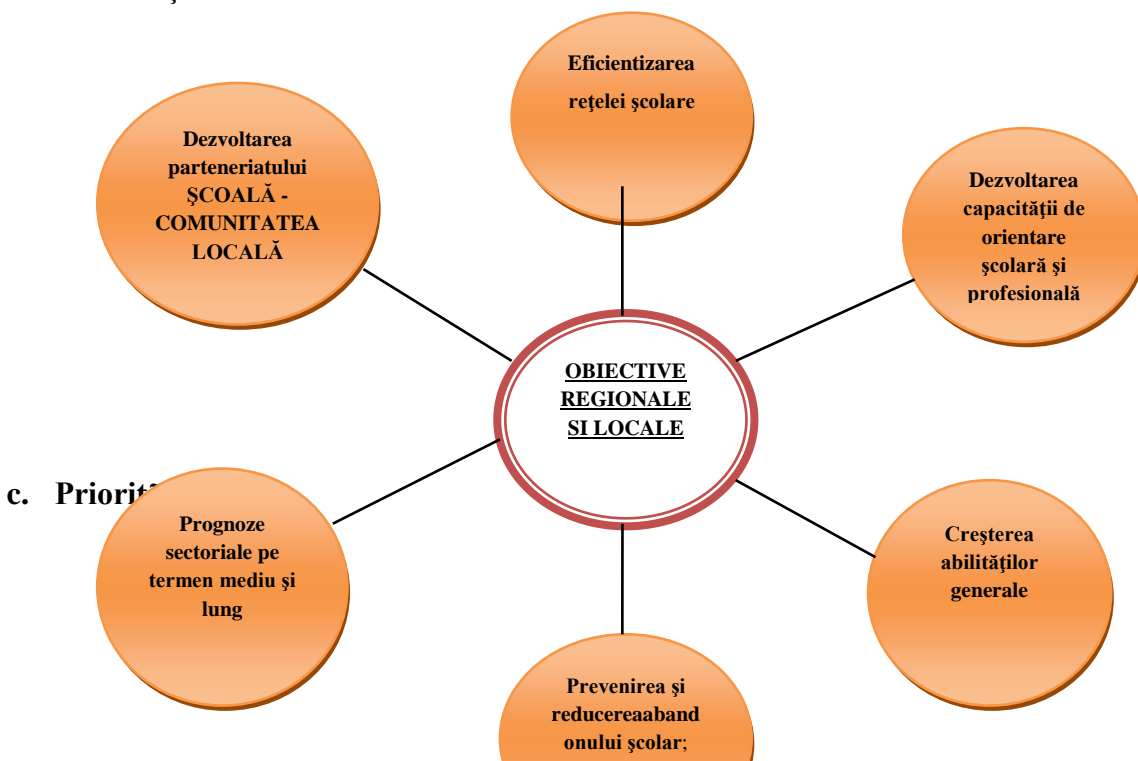 Eficientizarea
reţelei şcolare
Dezvoltarea
parteneriatului
ŞCOALĂ -
COMUNITATEA
LOCALĂ
Dezvoltarea
capacităţii de
orientare
şcolară şi
profesională
OBIECTIVE
REGIONALE
SI LOCALE
c. Priorit
Prognoze
sectoriale pe
termen mediu şi
lung
Creşterea
abilităţilor
generale
Prevenirea şi
reducereaaband
onului şcolar;